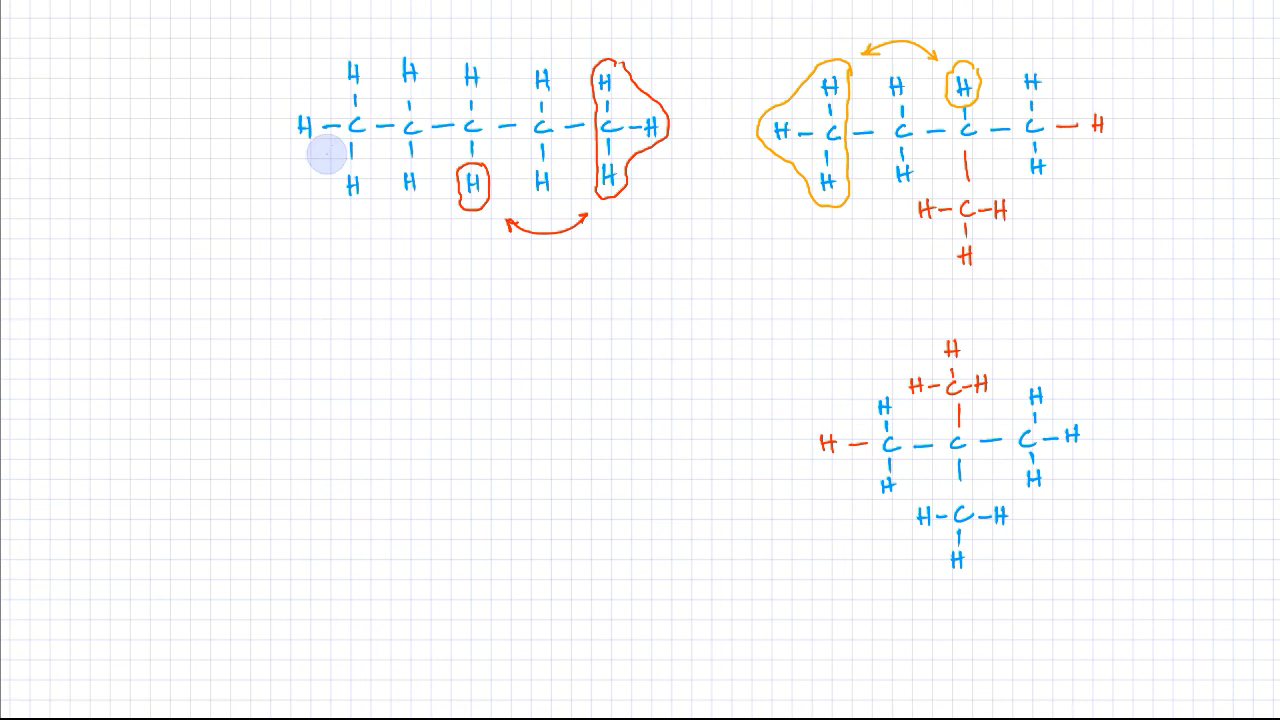 H H H H H
H – C – C – C – C – C – H
H H H H H
H H H H
H – C – C – C – C – H
H H H
H – C – H
H
H
H – C – H
H H
H – C – C – C – H
H H
H – C – H
H